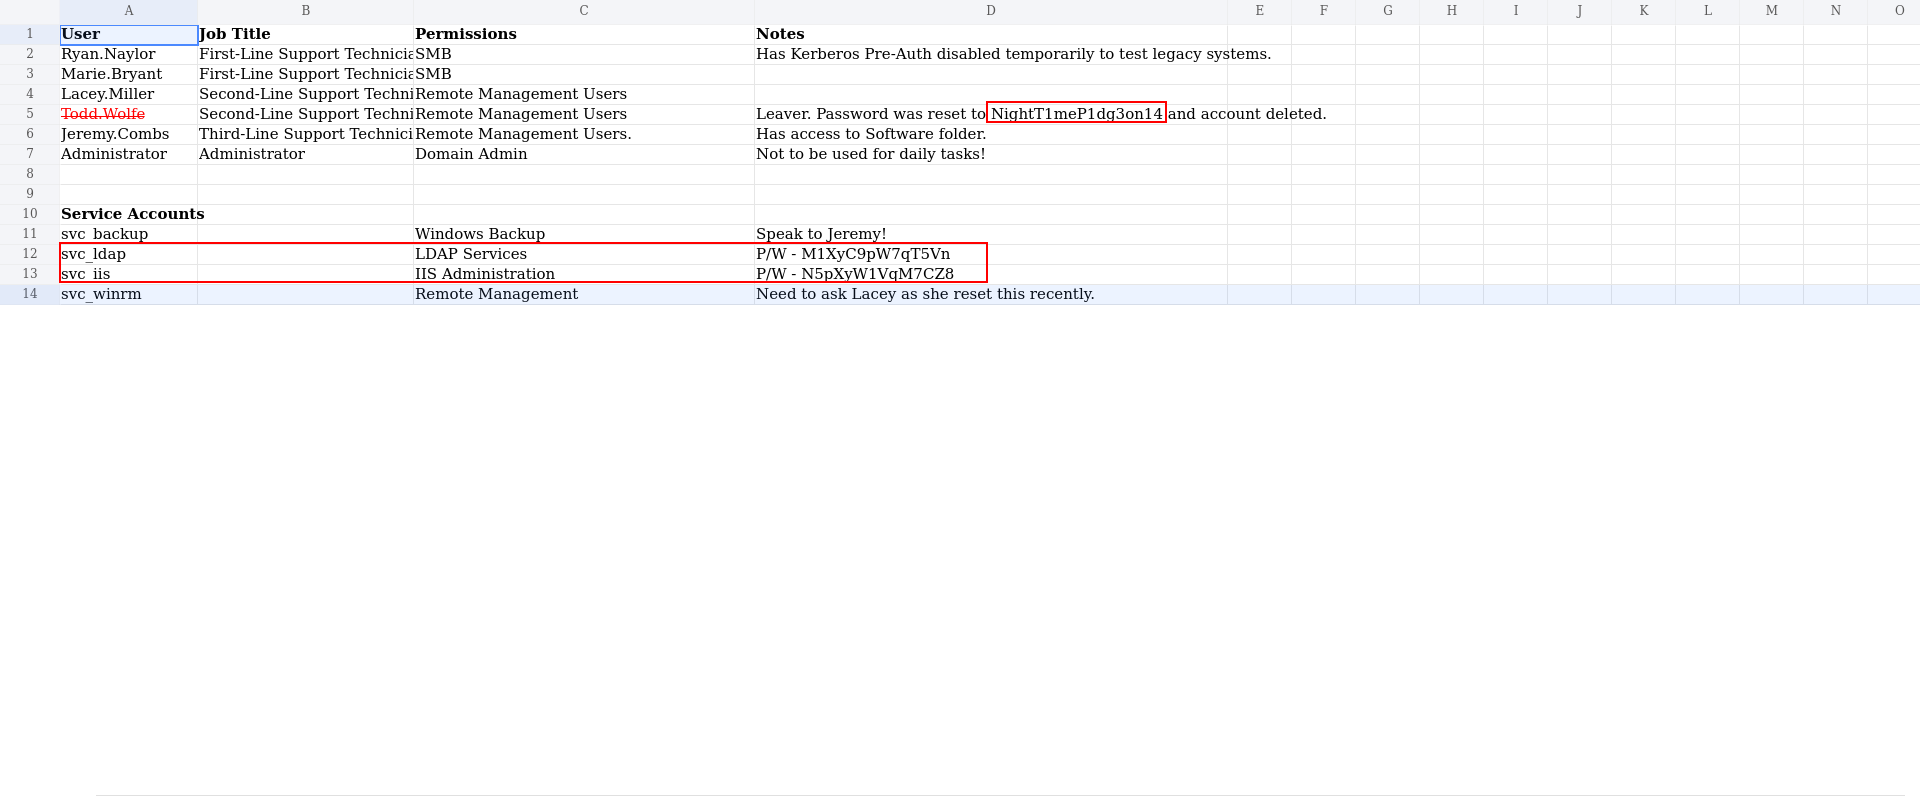 A B C D E F G H I J K L M N O
1 User Job Title Permissions Notes
2 Ryan.Naylor First-Line Support Technicia SMB Has Kerberos Pre-Auth disabled temporarily to test legacy systems.
3 Marie.Bryant First-Line Support Technicia SMB
4 Lacey.Miller Second-Line Support Techni Remote Management Users
5 Todd.Wolfe Second-Line Support Techni Remote Management Users Leaver. Password was reset to NightT1meP1dg3on14 and account deleted.
6 Jeremy.Combs Third-Line Support Technici Remote Management Users. Has access to Software folder.
7 Administrator Administrator Domain Admin Not to be used for daily tasks!
8
9
10 Service Accounts
11 svc_backup Windows Backup Speak to Jeremy!
12 svc_ldap LDAP Services P/W - M1XyC9pW7qT5Vn
13 svc_iis IIS Administration P/W - N5pXyW1VqM7CZ8
14 svc_winrm Remote Management Need to ask Lacey as she reset this recently.